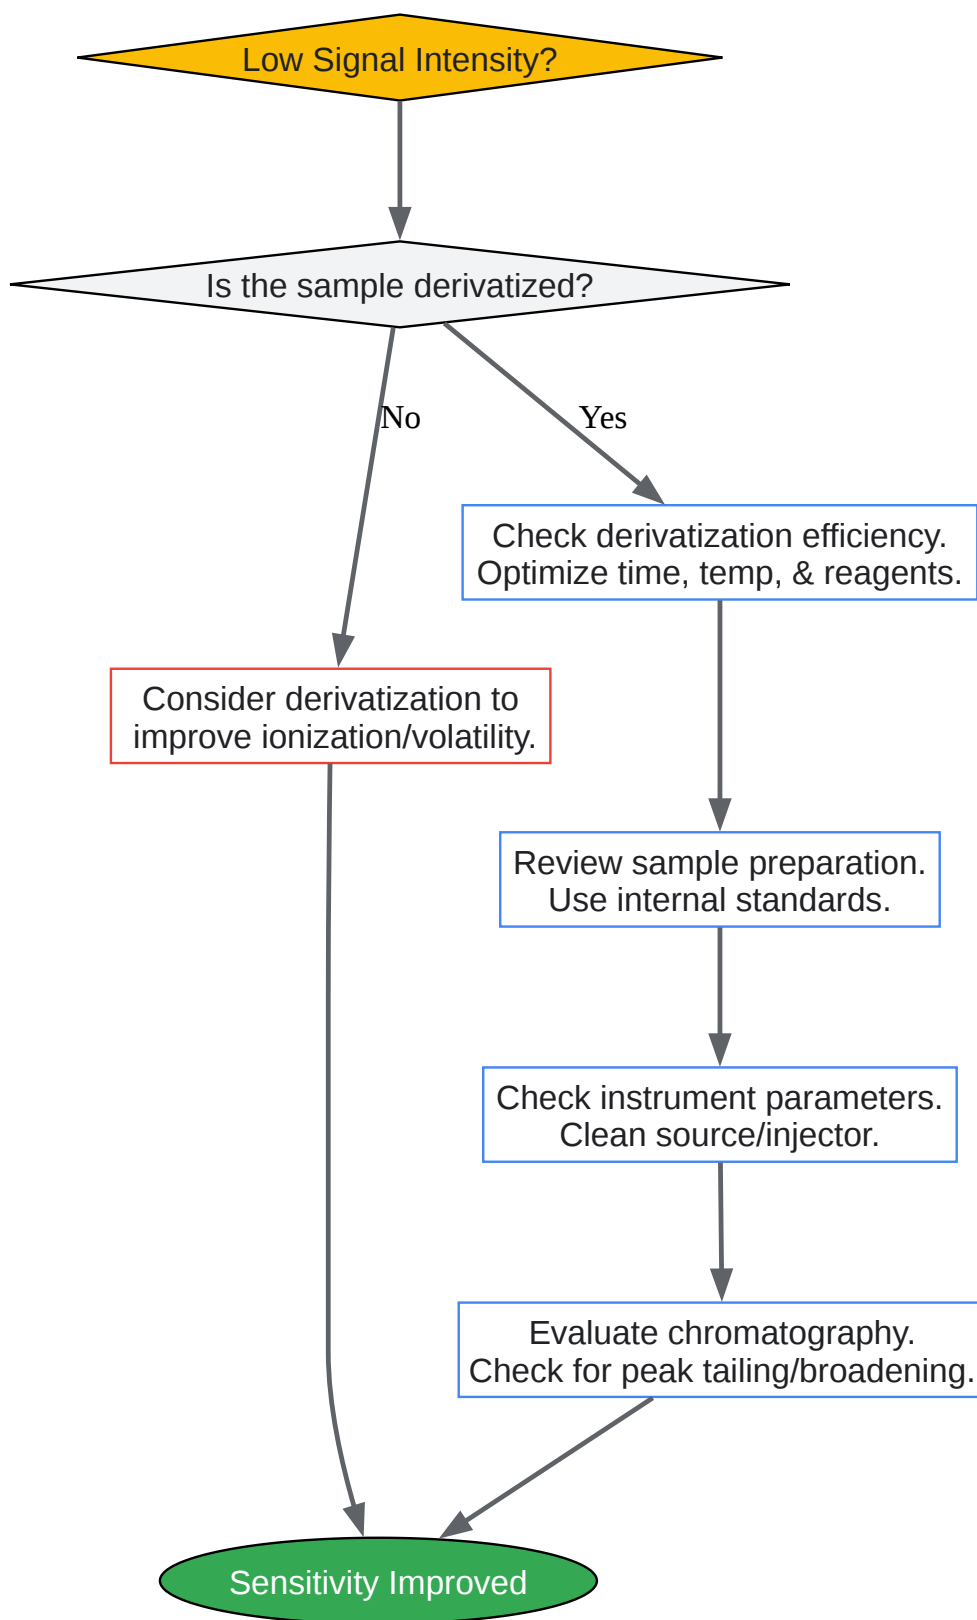 Low Signal Intensity?
Is the sample derivatized?
No
Yes
Check derivatization efficiency.
Optimize time, temp, & reagents.
Consider derivatization to
improve ionization/volatility.
Review sample preparation.
Use internal standards.
Check instrument parameters.
Clean source/injector.
Evaluate chromatography.
Check for peak tailing/broadening.
Sensitivity Improved